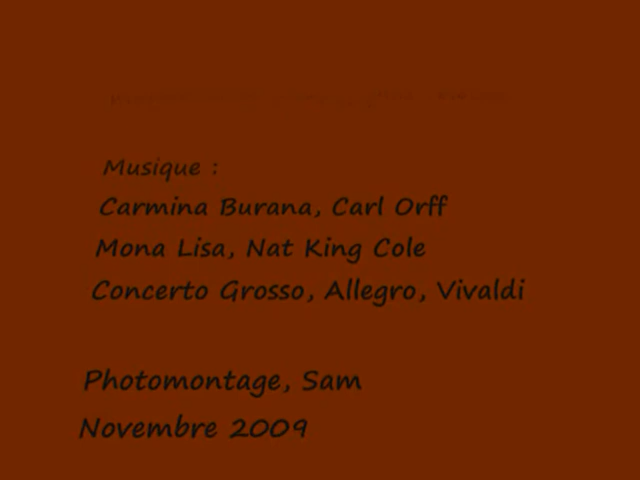 Musique :
Carmina Burana, Carl Orff
Mona Lisa, Nat King Cole
Concerto Grosso, Allegro, Vivaldi
Photomontage, Sam
Novembre 2009